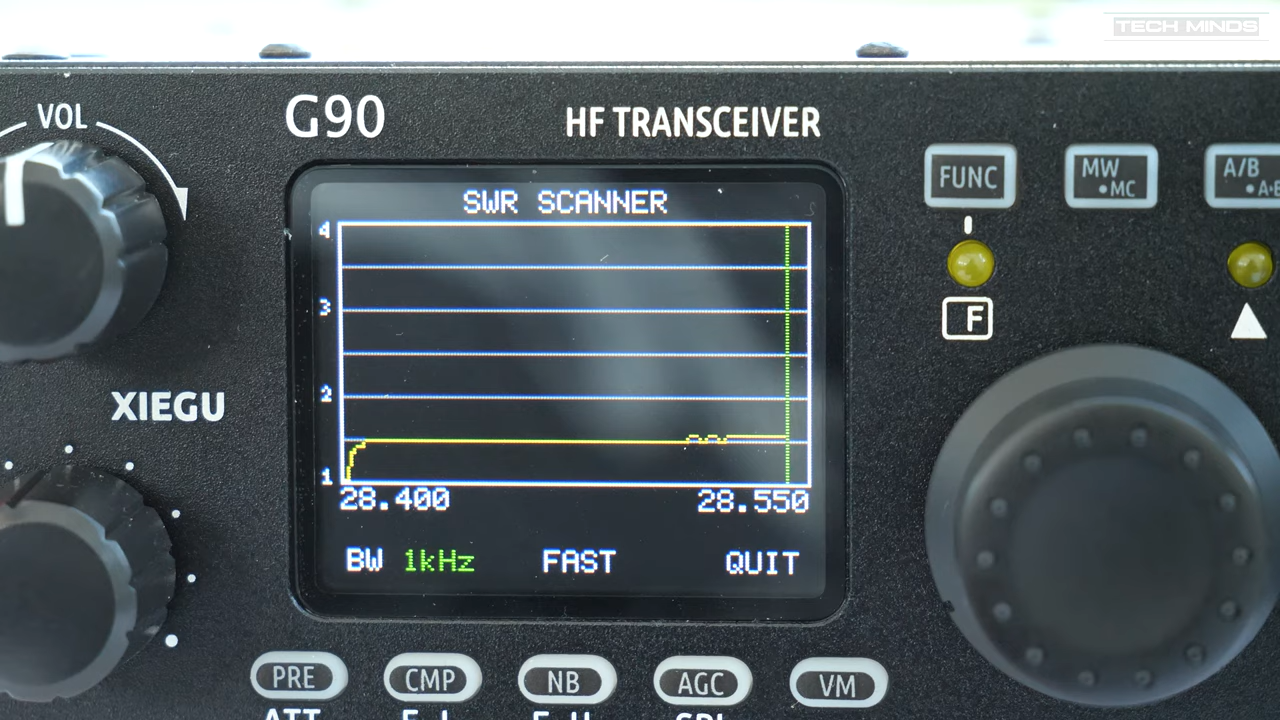 TECH MINDS
VOL
G90
HF TRANSCEIVER
FUNC
MW
MC
A/B
SWR SCANNER
4
3
2
1
28.400
28.550
BW 1kHz FAST QUIT
F
XIEGU
PRE
CMP
NB
AGC
VM